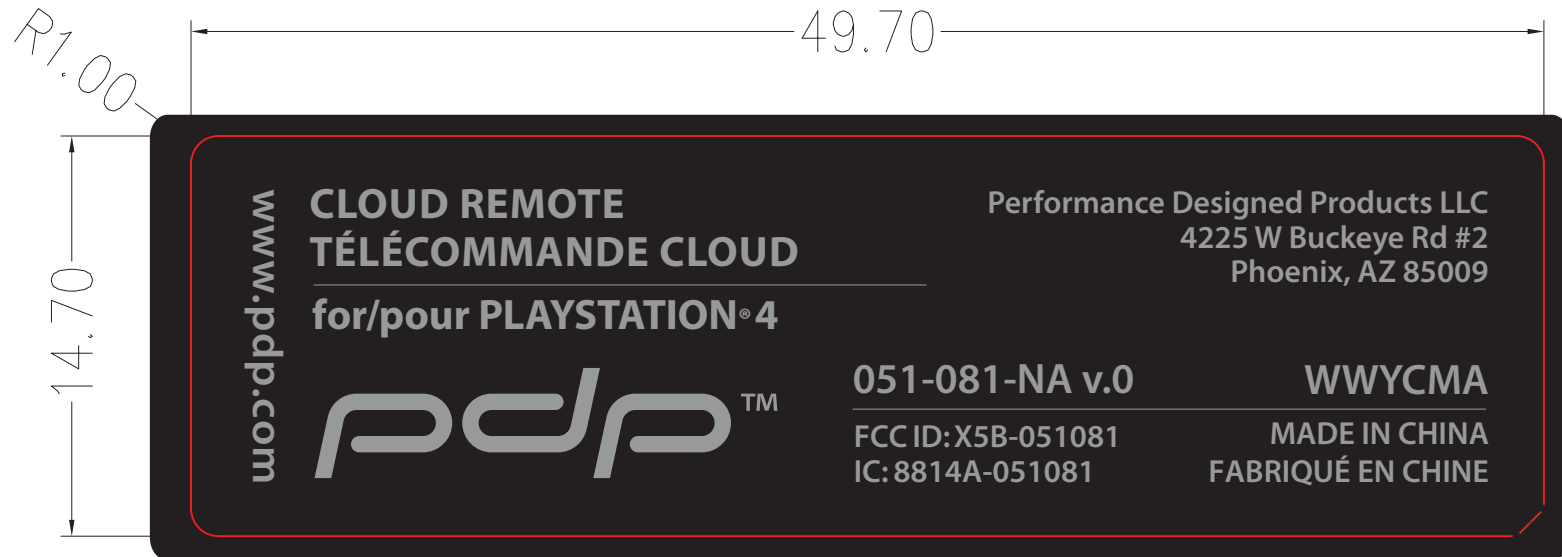 R1.00
49.70
14.70
www.pdp.com
CLOUD REMOTE
TÉLÉCOMMANDE CLOUD
for/pour PLAYSTATION® 4
pdp™
Performance Designed Products LLC
4225 W Buckeye Rd #2
Phoenix, AZ 85009
051-081-NA v.0
WWYCMA
FCC ID: X5B-051081
IC: 8814A-051081
MADE IN CHINA
FABRIQUÉ EN CHINE